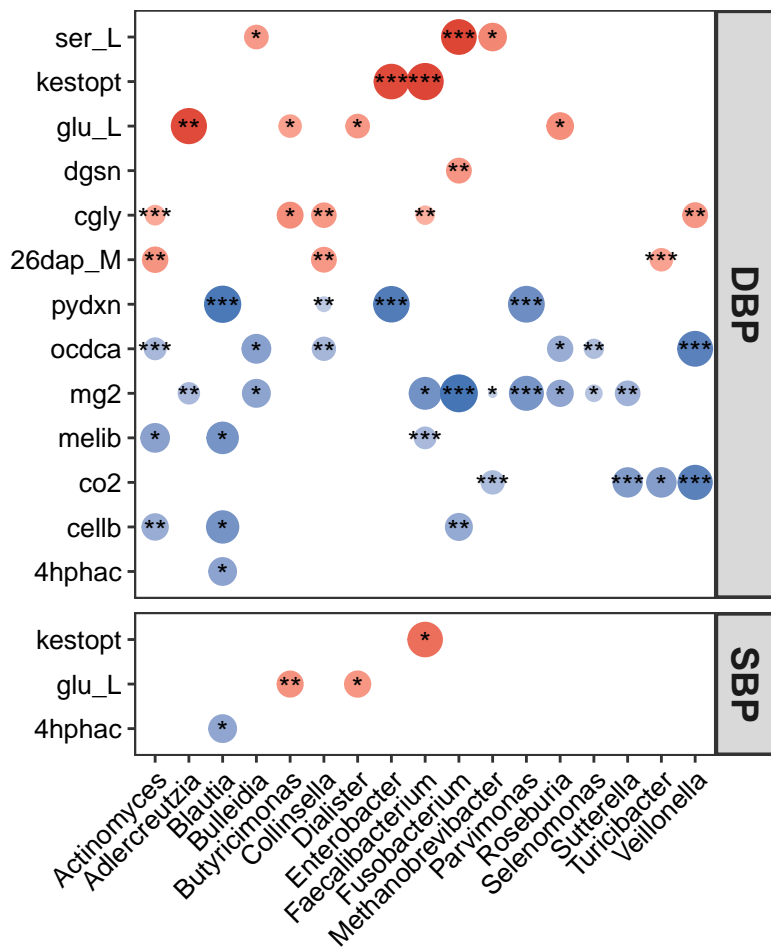 ser_L
* *** *
kestopt
*** ***
glu_L
** * * *
dgsn
**
cgly
*** * ** ** **
26dap_M
** ** ***
pydxn
*** ** *** ***
ocdca
*** * ** * ** ***
mg2
** * * *** * *** * * **
melib
* * ***
co2
*** *** * ***
cellb
** * **
4hphac
*
DBP
kestopt
*
glu_L
** *
4hphac
*
SBP
Actinomyces
Adlercreutzia
Blautia
Bulleidia
Butyricimonas
Collinsella
Dialister
Enterobacter
Faecalibacterium
Fusobacterium
Methanobrevibacter
Parvimonas
Roseburia
Selenomonas
Sutterella
Turicibacter
Veillonella